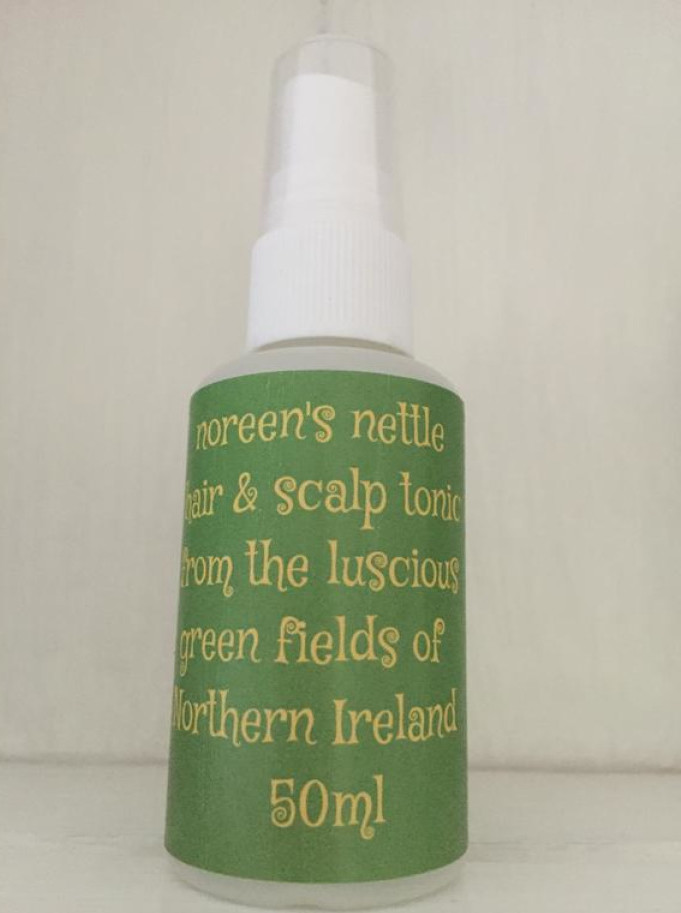 noreen's nettle
hair & scalp tonic
from the luscious
green fields of
Northern Ireland
50ml